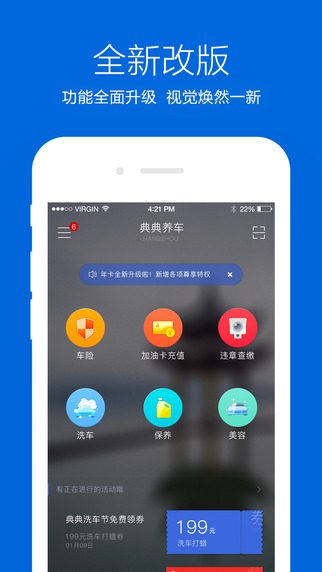 全新改版
功能全面升级 视觉焕然一新
VIRGIN 4:21 PM 22%
6
典典养车
HANGZHOU
年卡全新升级啦！新增各项尊享特权
车险 加油卡充值 违章查缴
洗车 保养 美容
有正在进行的活动哦
典典洗车节免费领券
199元洗车打蜡券
01月08日
199元
洗车打蜡
券